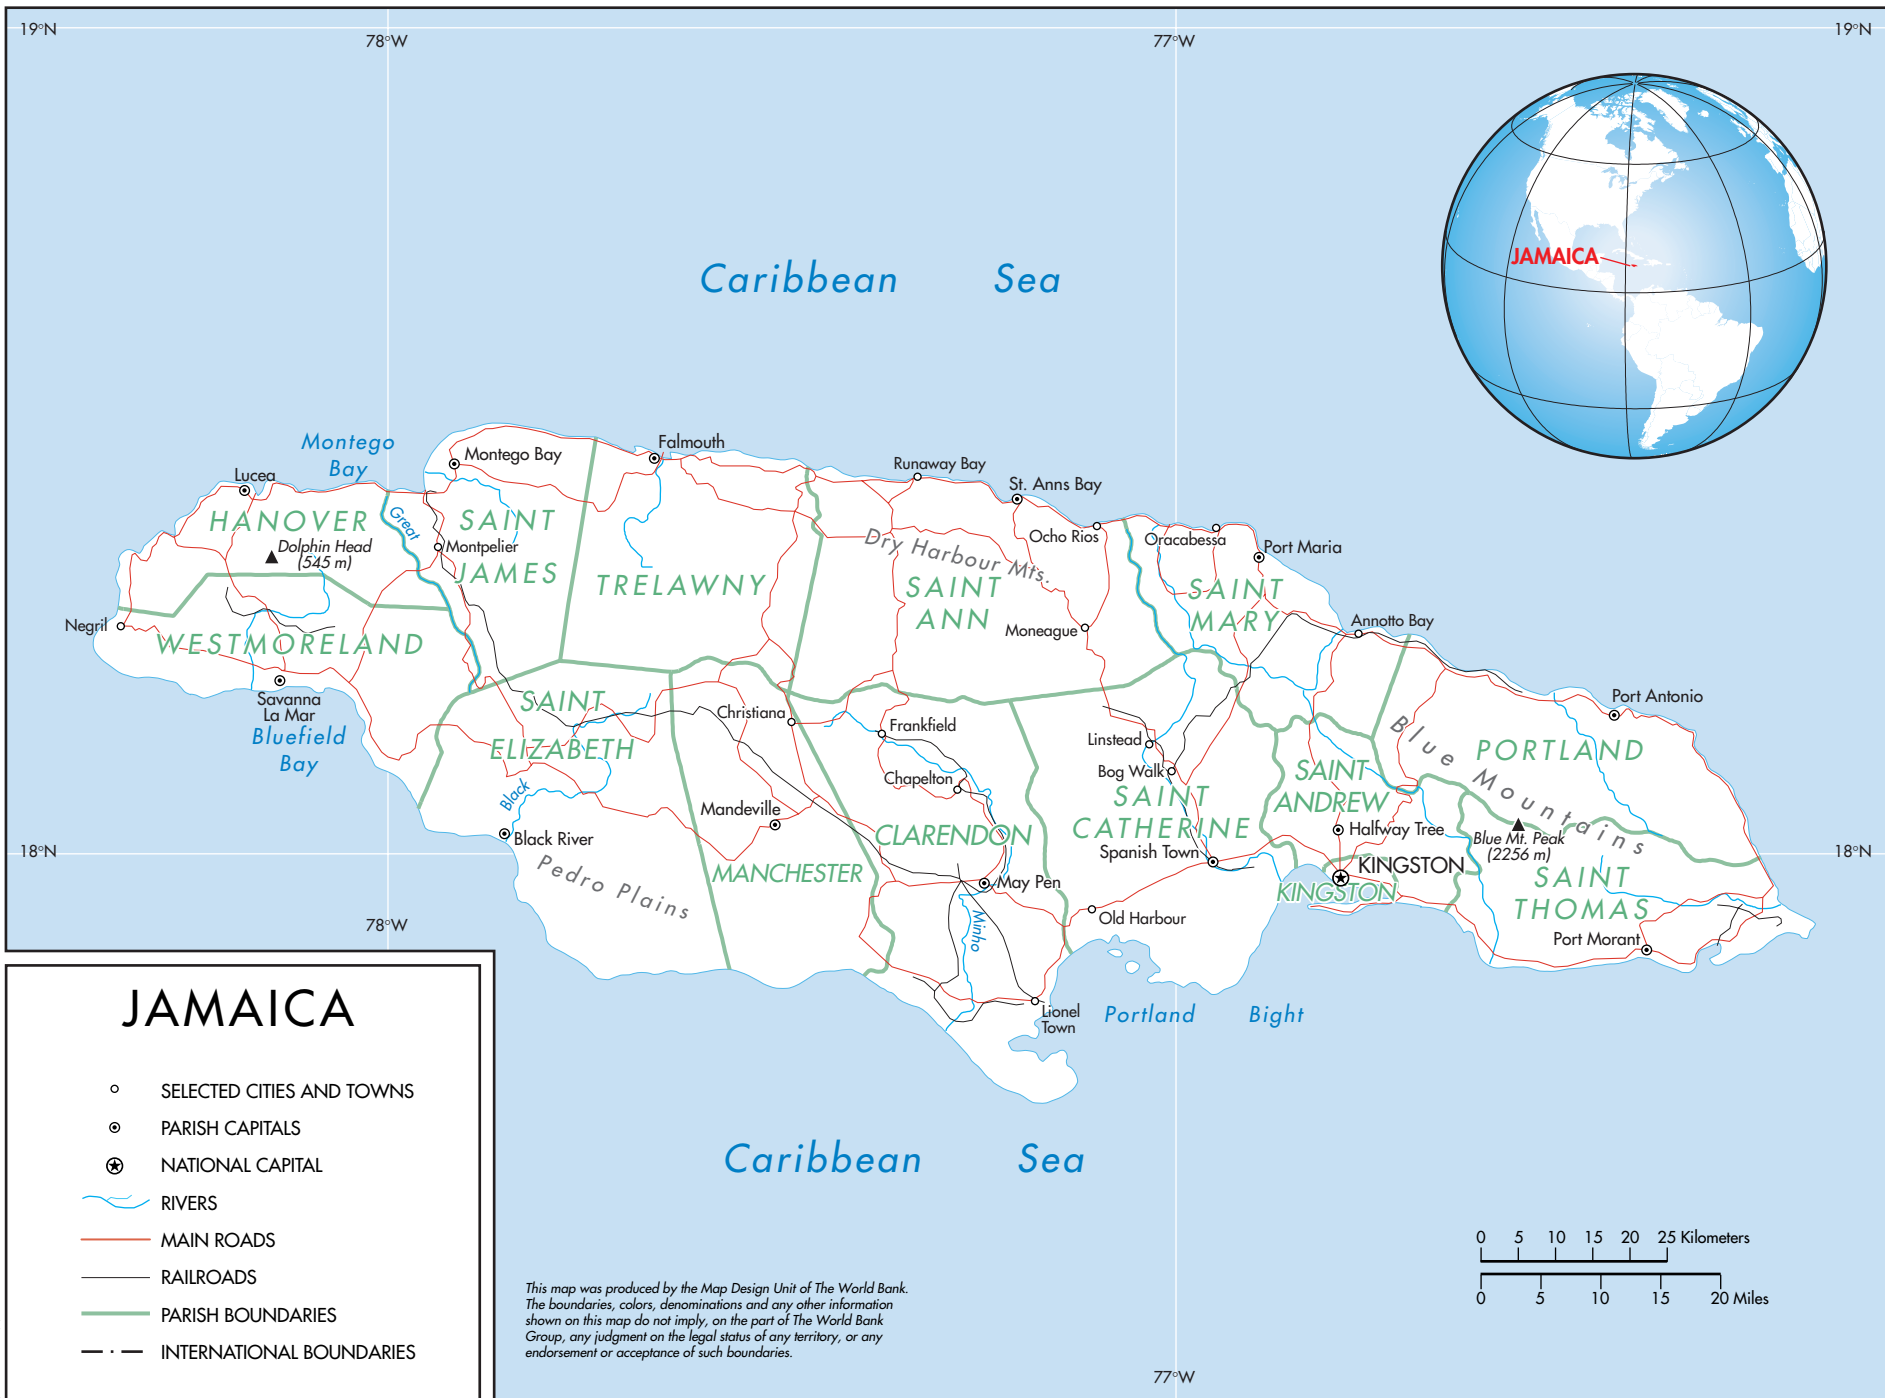 19°N
78°W
77°W
19°N
JAMAICA
Caribbean Sea
Montego
Bay
Montego Bay
Falmouth
Lucea
Runaway Bay
St. Anns Bay
HANOVER
Great
SAINT
JAMES
Dolphin Head
(545 m)
Montpelier
TRELAWNY
Dry Harbour Mts.
Ocho Rios
Oracabessa
Port Maria
SAINT
ANN
SAINT
MARY
Negril
WESTMORELAND
Moneague
Annotto Bay
Savanna
La Mar
Bluefield
Bay
SAINT
ELIZABETH
Christiana
Frankfield
Linstead
Port Antonio
Blue Mountains
PORTLAND
Chapelton
Bog Walk
SAINT
ANDREW
Black
Black River
Mandeville
SAINT
CATHERINE
CLARENDON
Halfway Tree
Blue Mt. Peak
(2256 m)
18°N
Pedro Plains
MANCHESTER
Spanish Town
KINGSTON
KINGSTON
SAINT
THOMAS
18°N
May Pen
Minho
Old Harbour
Port Morant
78°W
Lionel
Town
Portland Bight
Caribbean Sea
JAMAICA
SELECTED CITIES AND TOWNS
PARISH CAPITALS
NATIONAL CAPITAL
RIVERS
MAIN ROADS
RAILROADS
PARISH BOUNDARIES
INTERNATIONAL BOUNDARIES
This map was produced by the Map Design Unit of The World Bank.
The boundaries, colors, denominations and any other information
shown on this map do not imply, on the part of The World Bank
Group, any judgment on the legal status of any territory, or any
endorsement or acceptance of such boundaries.
0 5 10 15 20 25 Kilometers
0 5 10 15 20 Miles
77°W